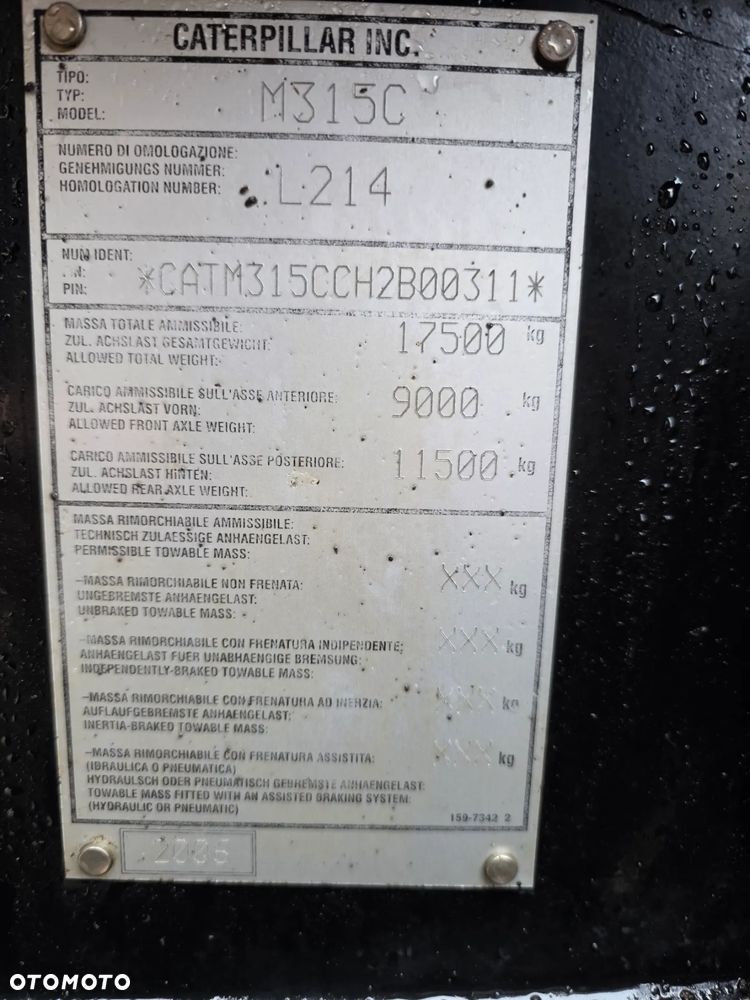 CATERPILLAR INC.
TIPO:
TYP:
MODEL:
M315C
NUMERO DI OMOLOGAZIONE:
GENEHMIGUNGS NUMMER:
HOMOLOGATION NUMBER:
L214
NUM IDENT:
PIN:
*CATM315CCH2B00311*
MASSA TOTALE AMMISSIBILE:
ZUL. ACHSLAST GESAMTGEWICHT:
ALLOWED TOTAL WEIGHT:
17500 kg
CARICO AMMISSIBILE SULL'ASSE ANTERIORE:
ZUL. ACHSLAST VORN:
ALLOWED FRONT AXLE WEIGHT:
9000 kg
CARICO AMMISSIBILE SULL'ASSE POSTERIORE:
ZUL. ACHSLAST HINTEN:
ALLOWED REAR AXLE WEIGHT:
11500 kg
MASSA RIMORCHIABILE AMMISSIBILE:
TECHNISCH ZULAESSIGE ANHAENGELAST:
PERMISSIBLE TOWABLE MASS:
-MASSA RIMORCHIABILE NON FRENATA:
UNGEBREMSTE ANHAENGELAST:
UNBRAKED TOWABLE MASS:
XXX kg
-MASSA RIMORCHIABILE CON FRENATURA INDIPENDENTE:
ANHAENGELAST FUER UNABHAENGIGE BREMSUNG:
INDEPENDENTLY-BRAKED TOWABLE MASS:
XXX kg
-MASSA RIMORCHIABILE CON FRENATURA AD INERZIA:
AUFLAUFGEBREMSTE ANHAENGELAST:
INERTIA-BRAKED TOWABLE MASS:
XXX kg
-MASSA RIMORCHIABILE CON FRENATURA ASSISTITA:
(IDRAULICA O PNEUMATICA)
HYDRAULSCH ODER PNEUMATISCH GEBREMSTE ANHAENGELAST:
TOWABLE MASS FITTED WITH AN ASSISTED BRAKING SYSTEM:
(HYDRAULIC OR PNEUMATIC)
XXX kg
159-7342 2
OTOMOTO